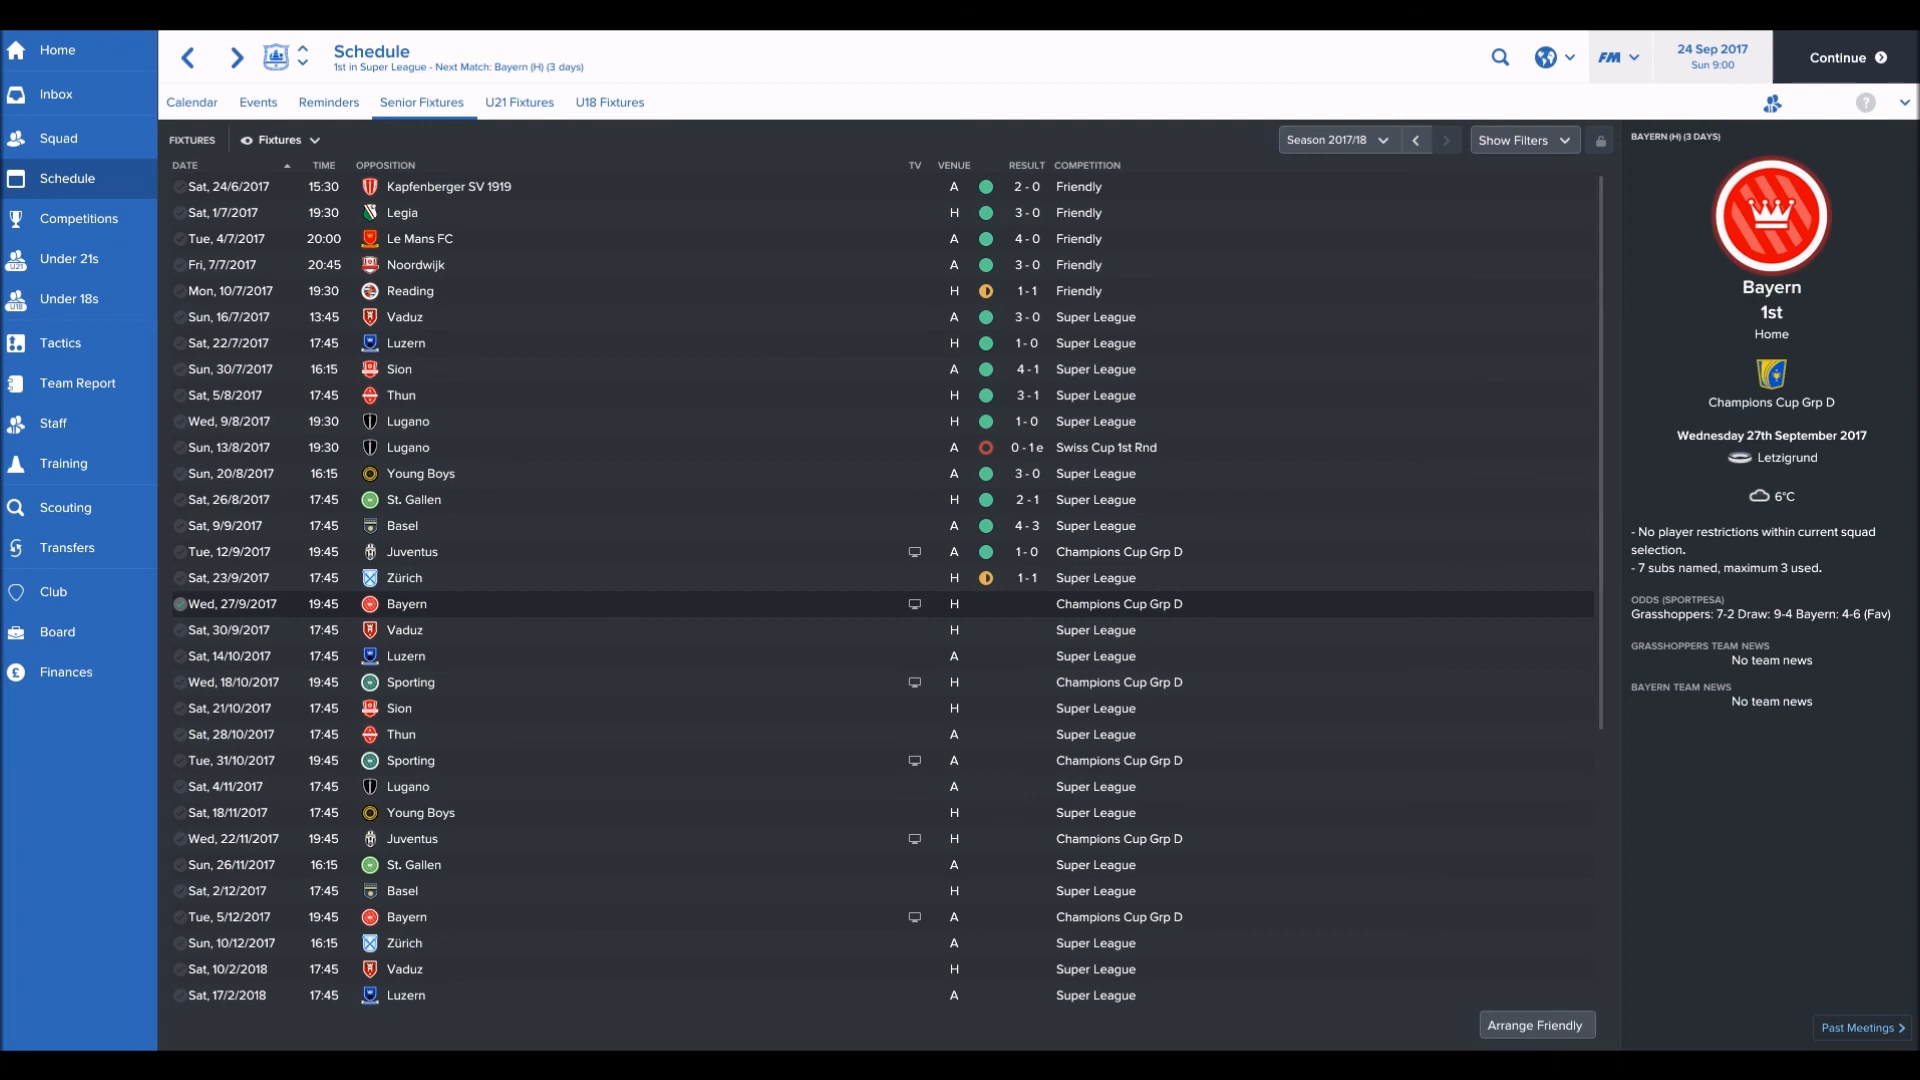 Home
Inbox
Squad
Schedule
Competitions
Under 21s
Under 18s
Tactics
Team Report
Staff
Training
Scouting
Transfers
Club
Board
Finances
U21
U18
Schedule
1st in Super League - Next Match: Bayern (H) (3 days)
FM
24 Sep 2017
Sun 9:00
Continue
Calendar Events Reminders Senior Fixtures U21 Fixtures U18 Fixtures
?
FIXTURES Fixtures Season 2017/18 Show Filters
DATE TIME OPPOSITION TV VENUE RESULT COMPETITION
Sat, 24/6/2017 15:30 Kapfenberger SV 1919 A 2 - 0 Friendly
Sat, 1/7/2017 19:30 Legia H 3 - 0 Friendly
Tue, 4/7/2017 20:00 Le Mans FC A 4 - 0 Friendly
Fri, 7/7/2017 20:45 Noordwijk A 3 - 0 Friendly
Mon, 10/7/2017 19:30 Reading H 1 - 1 Friendly
Sun, 16/7/2017 13:45 Vaduz A 3 - 0 Super League
Sat, 22/7/2017 17:45 Luzern H 1 - 0 Super League
Sun, 30/7/2017 16:15 Sion A 4 - 1 Super League
Sat, 5/8/2017 17:45 Thun H 3 - 1 Super League
Wed, 9/8/2017 19:30 Lugano H 1 - 0 Super League
Sun, 13/8/2017 19:30 Lugano A 0 - 1 e Swiss Cup 1st Rnd
Sun, 20/8/2017 16:15 Young Boys A 3 - 0 Super League
Sat, 26/8/2017 17:45 St. Gallen H 2 - 1 Super League
Sat, 9/9/2017 17:45 Basel A 4 - 3 Super League
Tue, 12/9/2017 19:45 Juventus A 1 - 0 Champions Cup Grp D
Sat, 23/9/2017 17:45 Zürich H 1 - 1 Super League
Wed, 27/9/2017 19:45 Bayern H Champions Cup Grp D
Sat, 30/9/2017 17:45 Vaduz H Super League
Sat, 14/10/2017 17:45 Luzern A Super League
Wed, 18/10/2017 19:45 Sporting H Champions Cup Grp D
Sat, 21/10/2017 17:45 Sion H Super League
Sat, 28/10/2017 17:45 Thun A Super League
Tue, 31/10/2017 19:45 Sporting A Champions Cup Grp D
Sat, 4/11/2017 17:45 Lugano A Super League
Sat, 18/11/2017 17:45 Young Boys H Super League
Wed, 22/11/2017 19:45 Juventus H Champions Cup Grp D
Sun, 26/11/2017 16:15 St. Gallen A Super League
Sat, 2/12/2017 17:45 Basel H Super League
Tue, 5/12/2017 19:45 Bayern A Champions Cup Grp D
Sun, 10/12/2017 16:15 Zürich A Super League
Sat, 10/2/2018 17:45 Vaduz H Super League
Sat, 17/2/2018 17:45 Luzern A Super League
Arrange Friendly
BAYERN (H) (3 DAYS)
Bayern
1st
Home
Champions Cup Grp D
Wednesday 27th September 2017
Letzigrund
6°C
- No player restrictions within current squad
selection.
- 7 subs named, maximum 3 used.
ODDS (SPORTPESA)
Grasshoppers: 7-2 Draw: 9-4 Bayern: 4-6 (Fav)
GRASSHOPPERS TEAM NEWS
No team news
BAYERN TEAM NEWS
No team news
Past Meetings